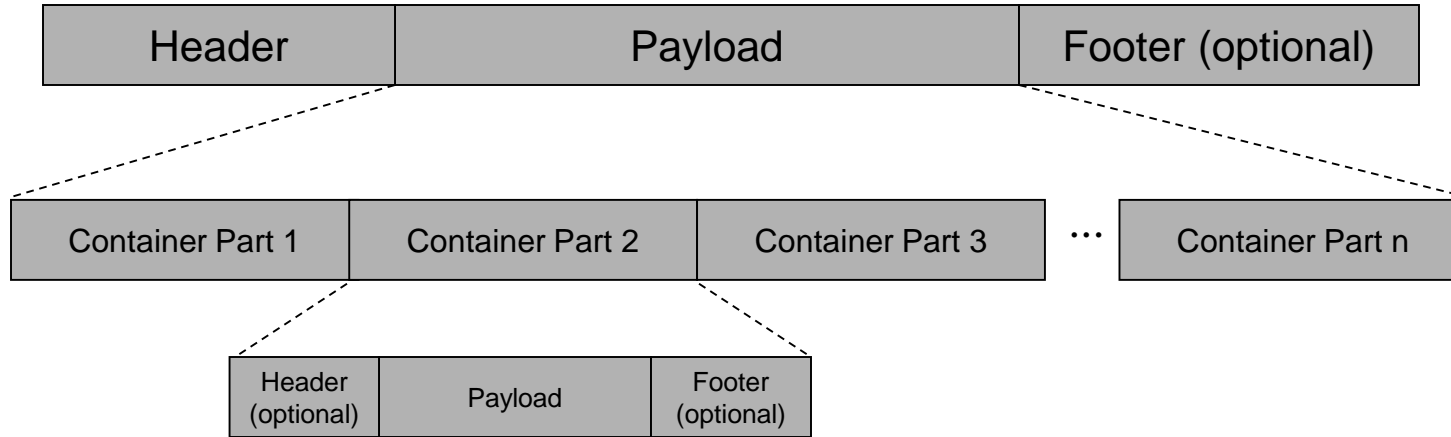 Header
Payload
Footer (optional)
Container Part 1
Container Part 2
Container Part 3
...
Container Part n
Header
(optional)
Payload
Footer
(optional)